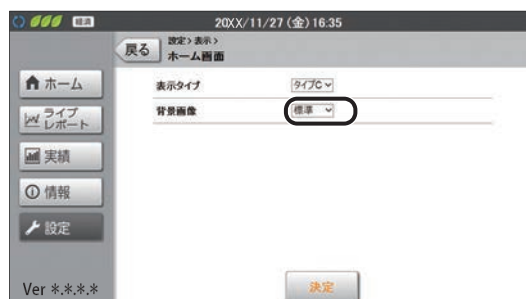 経済
20XX/11/27(金)16:35
戻る
設定>表示>
ホーム画面
ホーム
ライブ
レポート
実績
情報
設定
Ver *.*.*.*
表示タイプ タイプC
背景画像 標準
決定